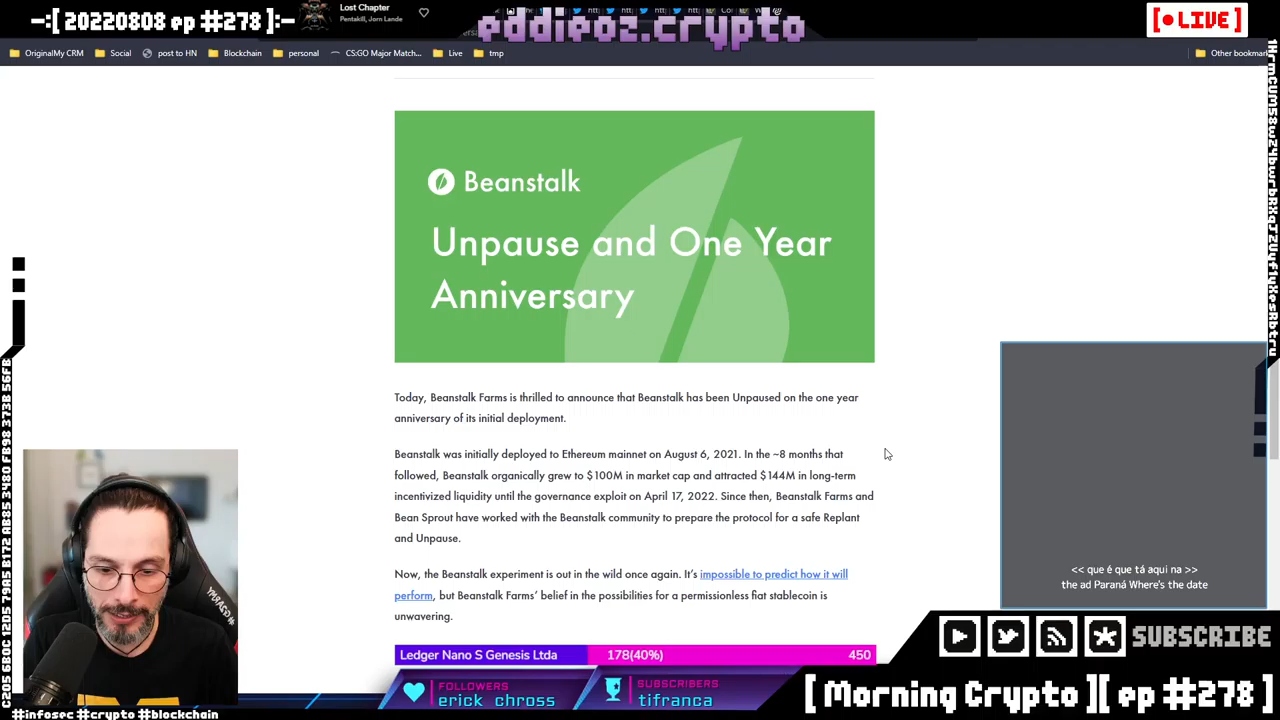 —:[ 20220808 ep #278 ]:—
Lost Chapter
Pentakill, Jorn Lande
eddieoz.crypto
[ • LIVE ]
OriginalMy CRM
Social
post to HN
Blockchain
personal
CS:GO Major Match...
Live
tmp
Other bookmar
Beanstalk
Unpause and One Year
Anniversary
Today, Beanstalk Farms is thrilled to announce that Beanstalk has been Unpaused on the one year
anniversary of its initial deployment.
Beanstalk was initially deployed to Ethereum mainnet on August 6, 2021. In the ~8 months that
followed, Beanstalk organically grew to $100M in market cap and attracted $144M in long-term
incentivized liquidity until the governance exploit on April 17, 2022. Since then, Beanstalk Farms and
Bean Sprout have worked with the Beanstalk community to prepare the protocol for a safe Replant
and Unpause.
Now, the Beanstalk experiment is out in the wild once again. It's impossible to predict how it will
perform, but Beanstalk Farms' belief in the possibilities for a permissionless fiat stablecoin is
unwavering.
<< que é que tá aqui na >>
the ad Paraná Where's the date
Ledger Nano S Genesis Ltda
178(40%)
450
FOLLOWERS
erick chross
SUBSCRIBERS
tifranca
SUBSCRIBE
[ Morning Crypto ][ ep #278 ]
#infosec #crypto #blockchain